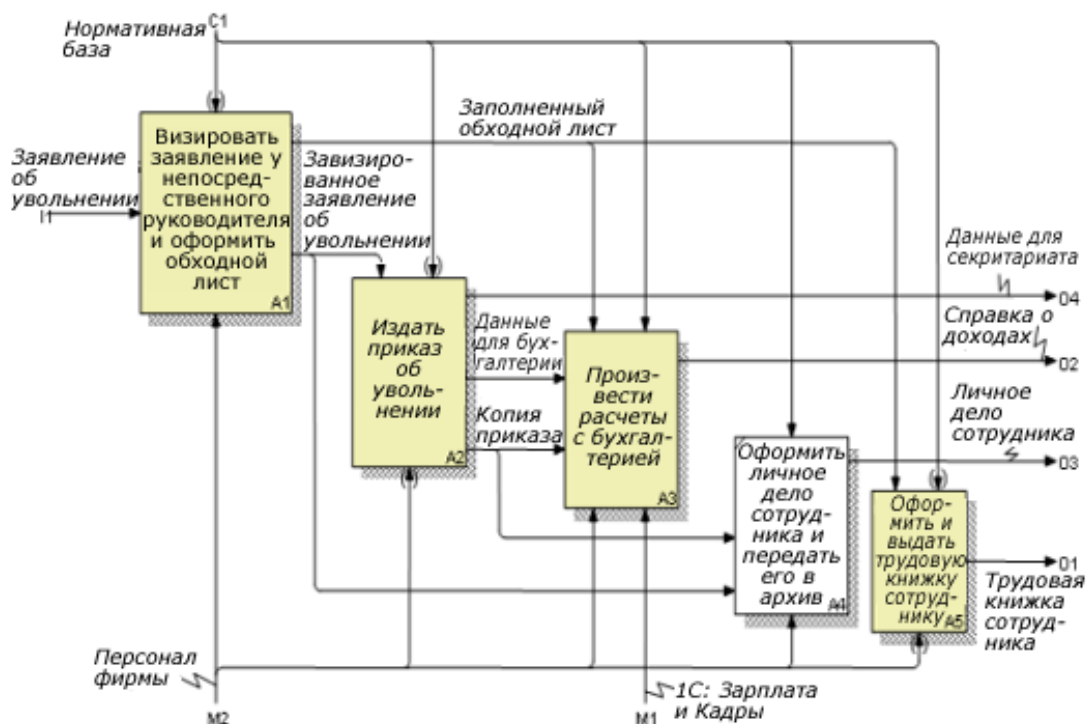 Нормативная
база
C1
Заявление
об
увольнении
I1
Визировать
заявление у
непосред-
ственного
руководителя
и оформить
обходной
лист
A1
Заполненный
обходной лист
Завизиро-
ванное
заявление
об
увольнении
Издать
приказ
об
уволь-
нении
A2
Данные
для бух-
галтерии
Копия
приказа
Произ-
вести
расчеты
с бухгал-
терией
A3
Оформить
личное
дело
сотруд-
ника и
передать
его в
архив
A4
Офор-
мить и
выдать
трудовую
книжку
сотруд-
нику
A5
Данные для
секритариата
O4
Справка о
доходах
O2
Личное
дело
сотрудника
O3
O1
Трудовая
книжка
сотруд-
ника
Персонал
фирмы
M2
M1
1С: Зарплата
и Кадры